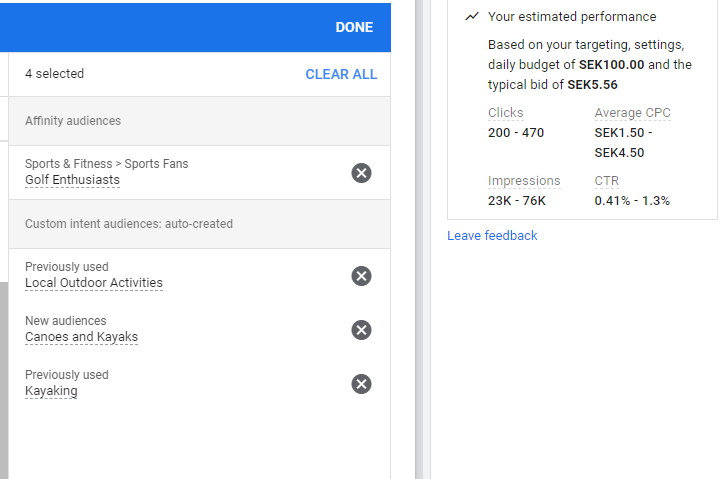 DONE
4 selected
CLEAR ALL
Affinity audiences
Sports & Fitness > Sports Fans
Golf Enthusiasts
Custom intent audiences: auto-created
Previously used
Local Outdoor Activities
New audiences
Canoes and Kayaks
Previously used
Kayaking
Your estimated performance
Based on your targeting, settings,
daily budget of SEK100.00 and the
typical bid of SEK5.56
Clicks
200 - 470
Average CPC
SEK1.50 -
SEK4.50
Impressions
23K - 76K
CTR
0.41% - 1.3%
Leave feedback